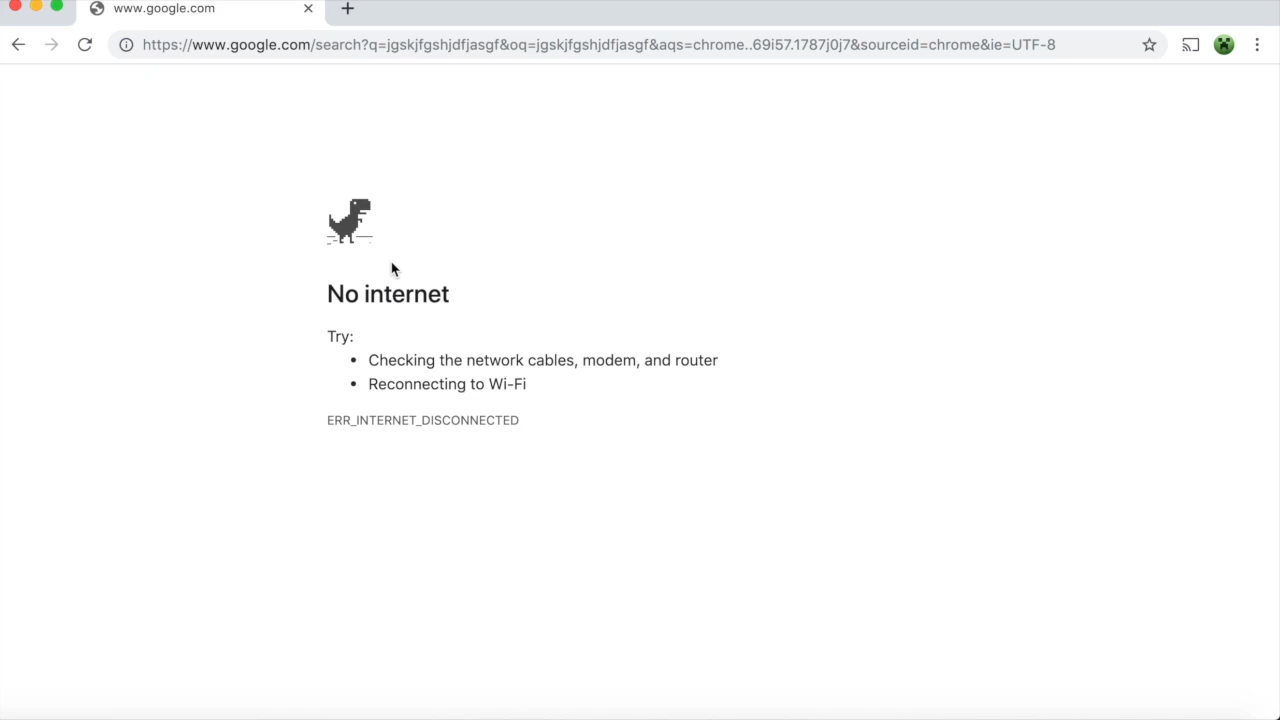 www.google.com
https://www.google.com/search?q=jgskjfgshjdfjasgf&oq=jgskjfgshjdfjasgf&aqs=chrome..69i57.1787j0j7&sourceid=chrome&ie=UTF-8
No internet
Try:
• Checking the network cables, modem, and router
• Reconnecting to Wi-Fi
ERR_INTERNET_DISCONNECTED